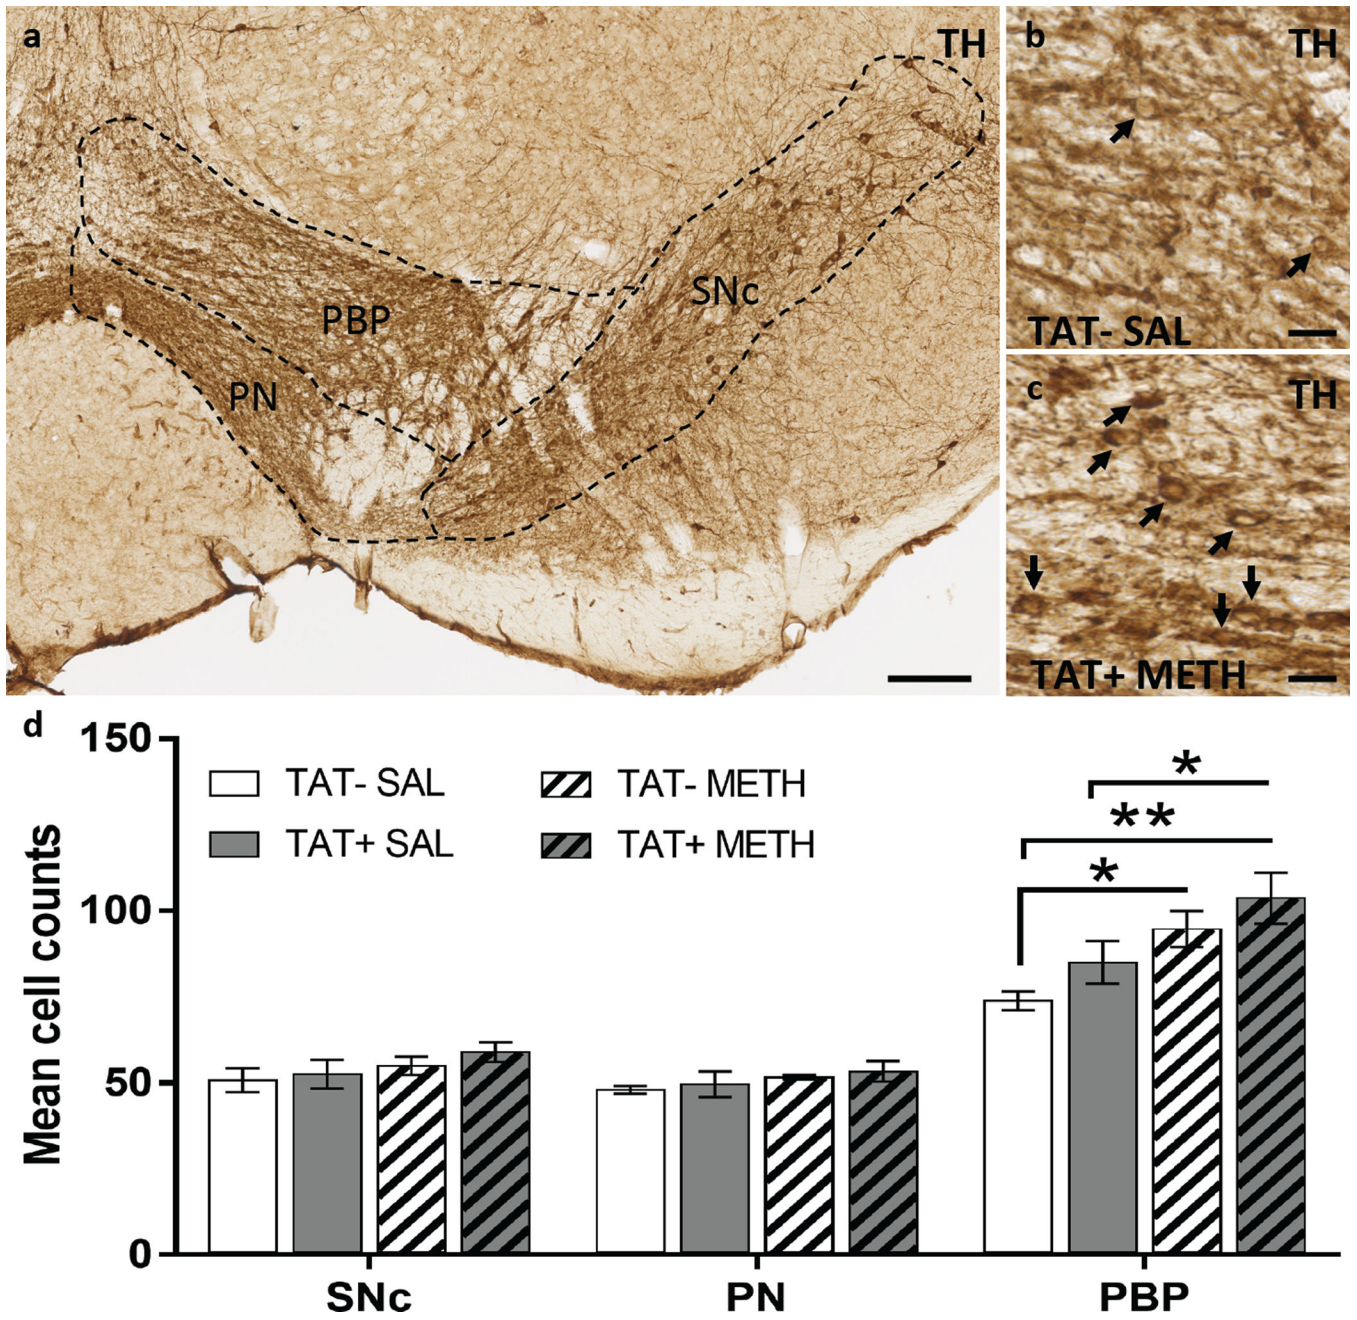 a
TH
PBP
SNc
PN
b
TH
TAT- SAL
c
TH
TAT+ METH
d
Mean cell counts
150
100
50
0
TAT- SAL
TAT- METH
TAT+ SAL
TAT+ METH
*
**
*
SNc
PN
PBP